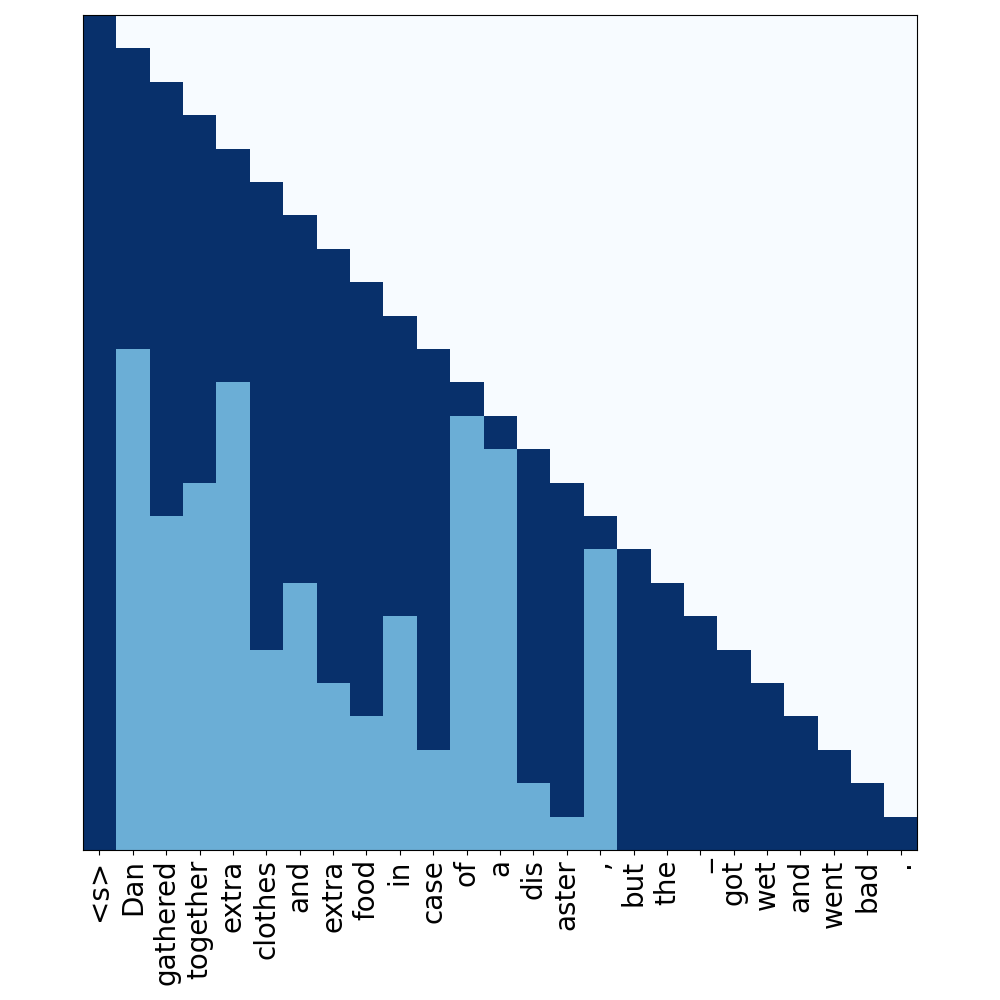 <s> Dan gathered together extra clothes and extra food in case of a dis aster , but the _ got wet and went bad .